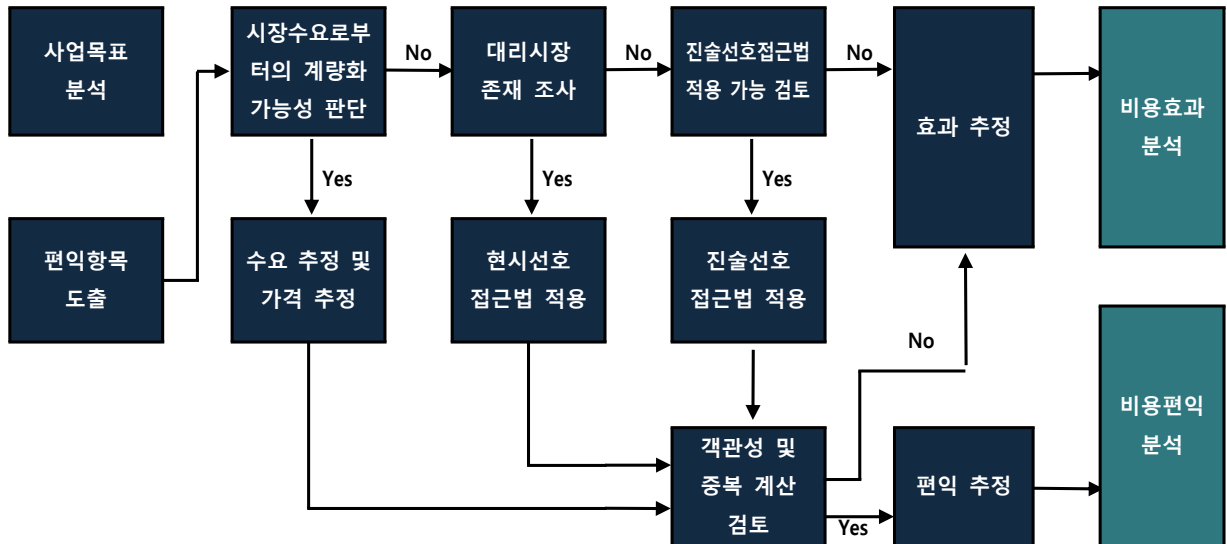 사업목표
분석
시장수요로부
터의 계량화
가능성 판단
No
대리시장
존재 조사
No
진술선호접근법
적용 가능 검토
No
효과 추정
비용효과
분석
Yes
Yes
Yes
편익항목
도출
수요 추정 및
가격 추정
현시선호
접근법 적용
진술선호
접근법 적용
No
객관성 및
중복 계산
검토
Yes
편익 추정
비용편익
분석